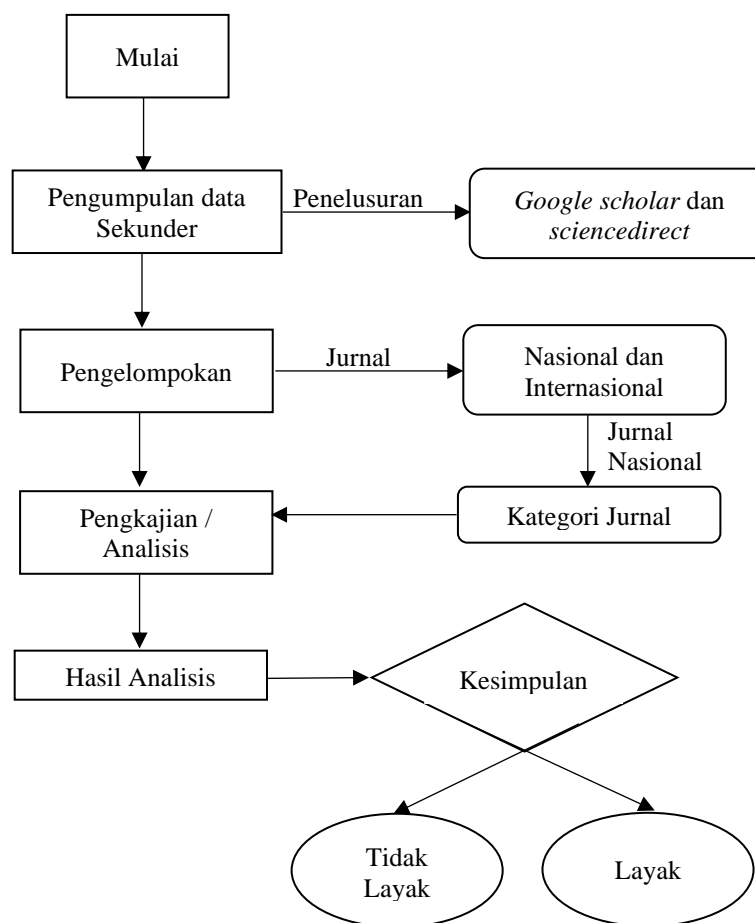 Mulai
Pengumpulan data
Sekunder
Penelusuran
Google scholar dan
sciencedirect
Pengelompokan
Jurnal
Nasional dan
Internasional
Jurnal
Nasional
Pengkajian /
Analisis
Kategori Jurnal
Hasil Analisis
Kesimpulan
Tidak
Layak
Layak